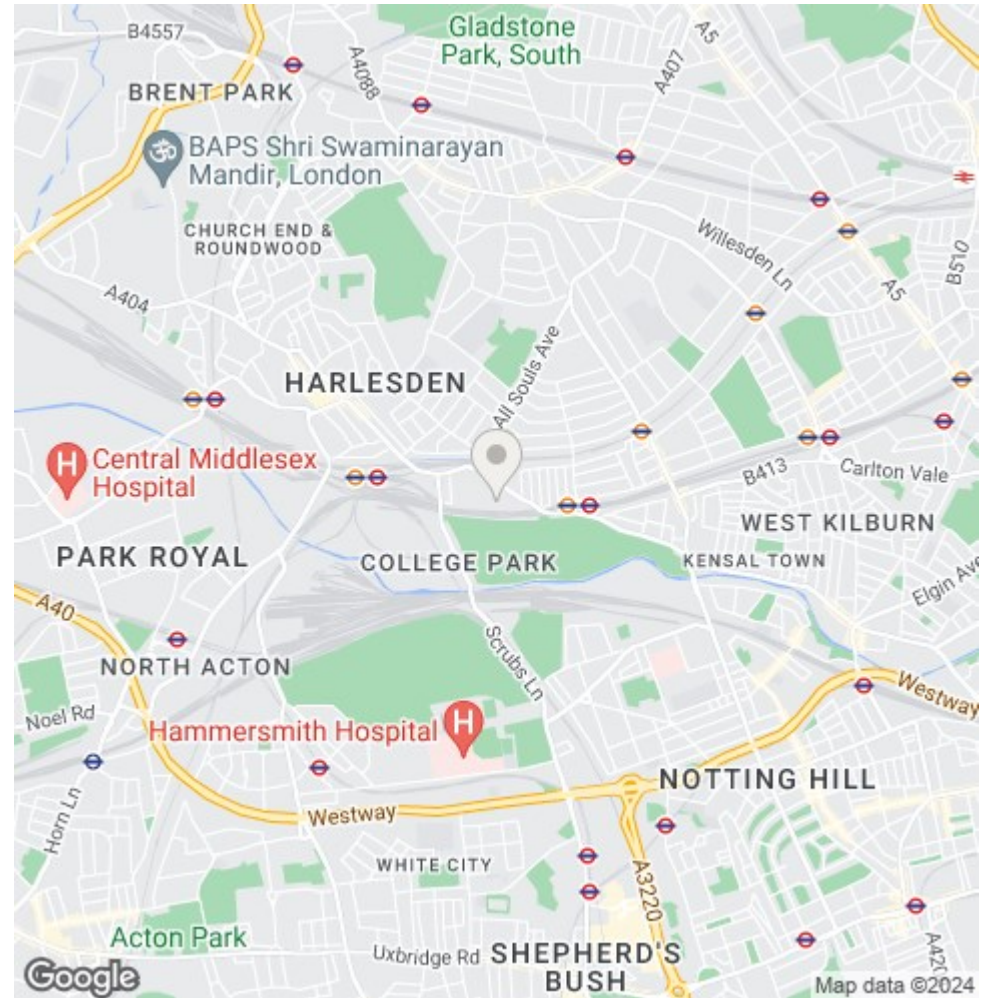 B4557
Gladstone
Park, South
A5
A407
A4088
BRENT PARK
BAPS Shri Swaminarayan
Mandir, London
CHURCH END &
ROUNDWOOD
Willesden Ln
B510
A404
A5
All Souls Ave
HARLESDEN
Central Middlesex
Hospital
B413
Carlton Vale
WEST KILBURN
PARK ROYAL
COLLEGE PARK
KENSAL TOWN
Elgin Ave
A40
Scrubs Ln
NORTH ACTON
Westway
Noel Rd
Hammersmith Hospital
NOTTING HILL
Horn Ln
Westway
WHITE CITY
A3220
Acton Park
Uxbridge Rd
SHEPHERD'S
BUSH
Google
Map data ©2024